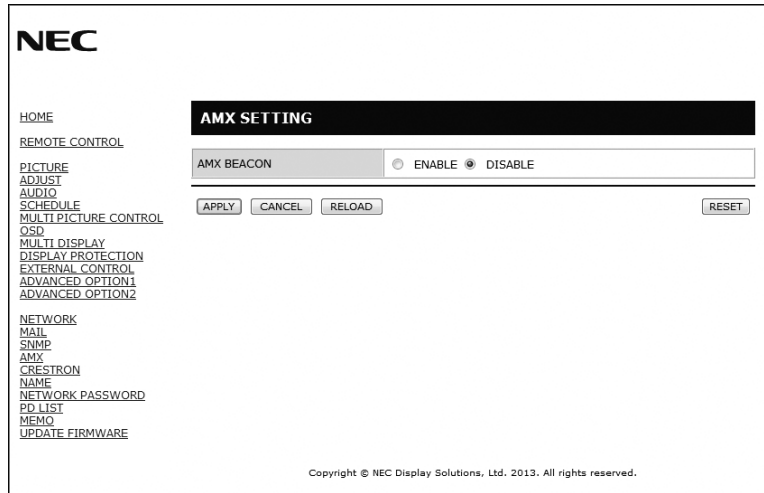 NEC
HOME
REMOTE CONTROL
PICTURE
ADJUST
AUDIO
SCHEDULE
MULTI PICTURE CONTROL
OSD
MULTI DISPLAY
DISPLAY PROTECTION
EXTERNAL CONTROL
ADVANCED OPTION1
ADVANCED OPTION2
NETWORK
MAIL
SNMP
AMX
CRESTRON
NAME
NETWORK PASSWORD
PD LIST
MEMO
UPDATE FIRMWARE
AMX SETTING
AMX BEACON ENABLE DISABLE
APPLY CANCEL RELOAD RESET
Copyright © NEC Display Solutions, Ltd. 2013. All rights reserved.